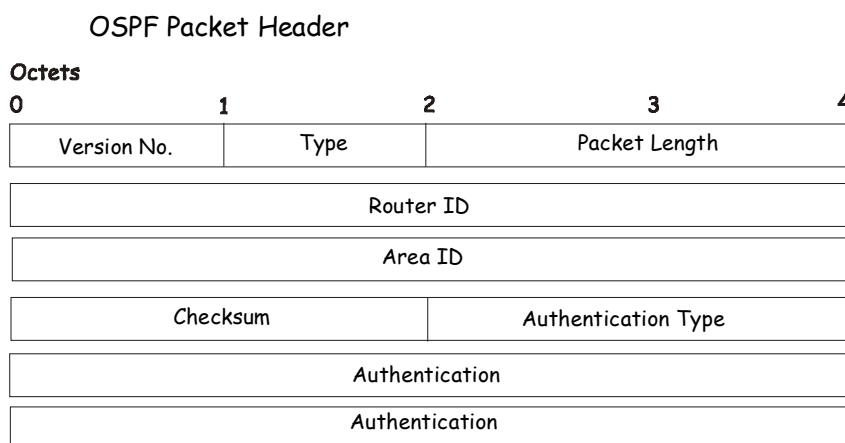 OSPF Packet Header
Octets
0 1 2 3 4
Version No. Type Packet Length
Router ID
Area ID
Checksum Authentication Type
Authentication
Authentication